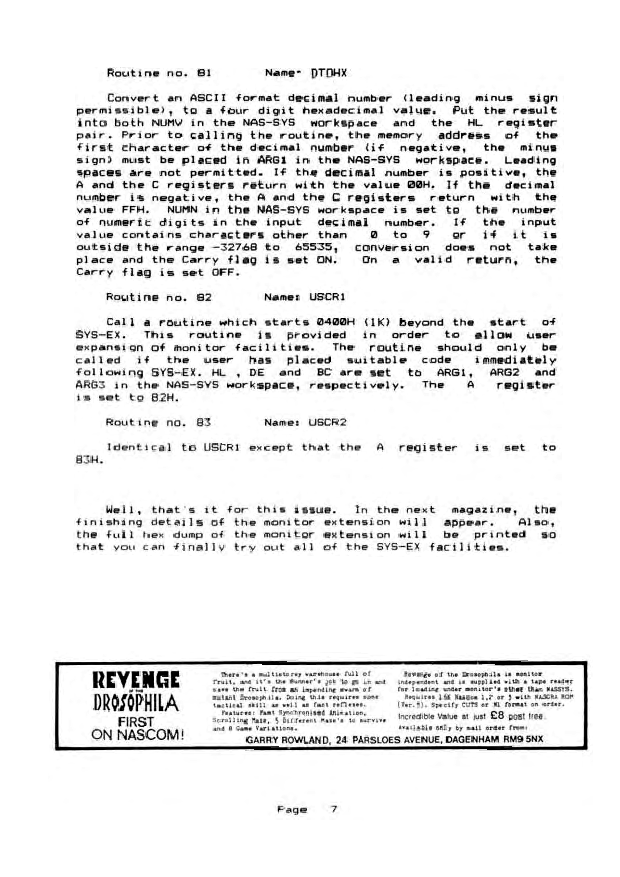 Routine no. 81 Name- DTDHX
Convert an ASCII format decimal number (leading minus sign
permissible), to a four digit hexadecimal value. Put the result
into both NUMV in the NAS-SYS workspace and the HL register
pair. Prior to calling the routine, the memory address of the
first character of the decimal number (if negative, the minus
sign) must be placed in ARG1 in the NAS-SYS workspace. Leading
spaces are not permitted. If the decimal number is positive, the
A and the C registers return with the value 00H. If the decimal
number is negative, the A and the C registers return with the
value FFH. NUMN in the NAS-SYS workspace is set to the number
of numeric digits in the input decimal number. If the input
value contains characters other than 0 to 9 or if it is
outside the range -32768 to 65535, conversion does not take
place and the Carry flag is set ON. On a valid return, the
Carry flag is set OFF.
Routine no. 82 Name: USCR1
Call a routine which starts 0400H (1K) beyond the start of
SYS-EX. This routine is provided in order to allow user
expansion of monitor facilities. The routine should only be
called if the user has placed suitable code immediately
following SYS-EX. HL , DE and BC are set to ARG1, ARG2 and
ARG3 in the NAS-SYS workspace, respectively. The A register
is set to 82H.
Routine no. 83 Name: USCR2
Identical to USCR1 except that the A register is set to
83H.
Well, that's it for this issue. In the next magazine, the
finishing details of the monitor extension will appear. Also,
the full hex dump of the monitor extension will be printed so
that you can finally try out all of the SYS-EX facilities.
REVENGE
OF THE
DROSOPHILA
FIRST
ON NASCOM!
There's a multistorey warehouse full of
fruit, and it's the Gunner's job to go in and
save the fruit from an impending swarm of
mutant Drosophila. Doing this requires some
tactical skill as well as fast reflexes.
Features: Fast Synchronised Animation,
Scrolling Maze, 5 Different Maze's to survive
and 8 Game Variations.
Revenge of the Drosophila is monitor
independent and is supplied with a tape reader
for loading under monitor's other than NASSYS.
Requires 16K Nascom 1,2 or 3 with NASGRA ROM
(Ver.5). Specify CUTS or N1 format on order.
Incredible Value at just £8 post free.
Available only by mail order from:
GARRY ROWLAND, 24 PARSLOES AVENUE, DAGENHAM RM9 5NX
Page 7